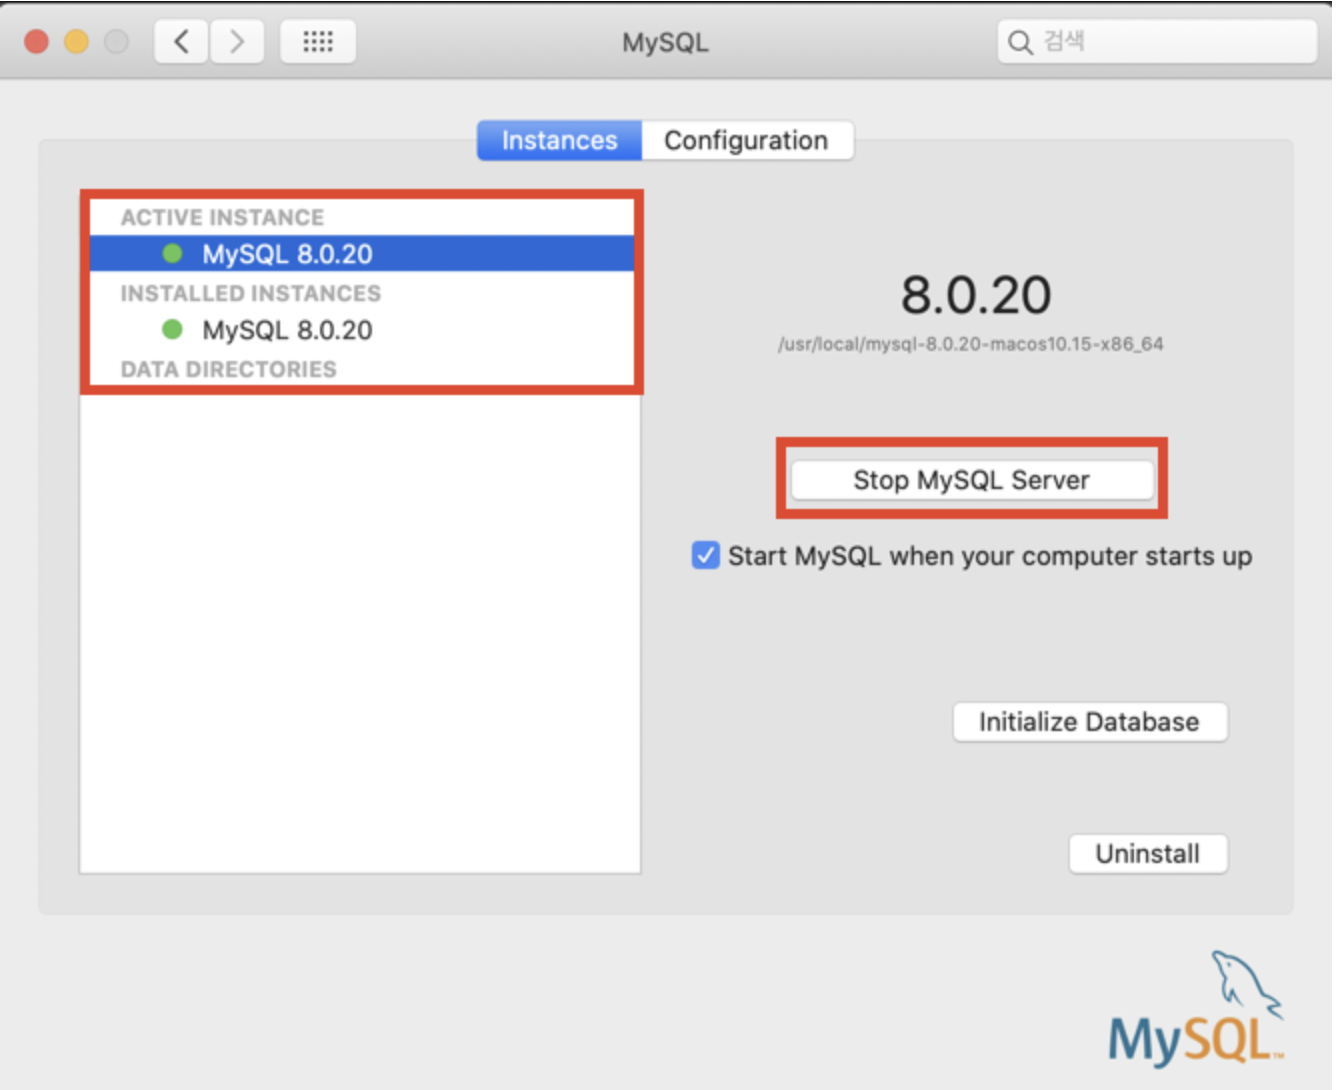 MySQL
검색
Instances
Configuration
ACTIVE INSTANCE
MySQL 8.0.20
INSTALLED INSTANCES
MySQL 8.0.20
DATA DIRECTORIES
8.0.20
/usr/local/mysql-8.0.20-macos10.15-x86_64
Stop MySQL Server
Start MySQL when your computer starts up
Initialize Database
Uninstall
MySQL™